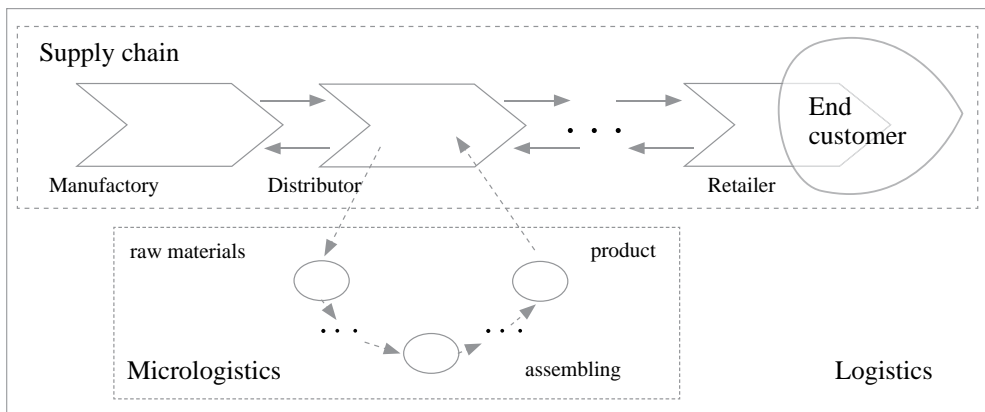 Supply chain
End
customer
Manufactory
Distributor
. . .
Retailer
raw materials
product
. . .
. . .
Micrologistics
assembling
Logistics